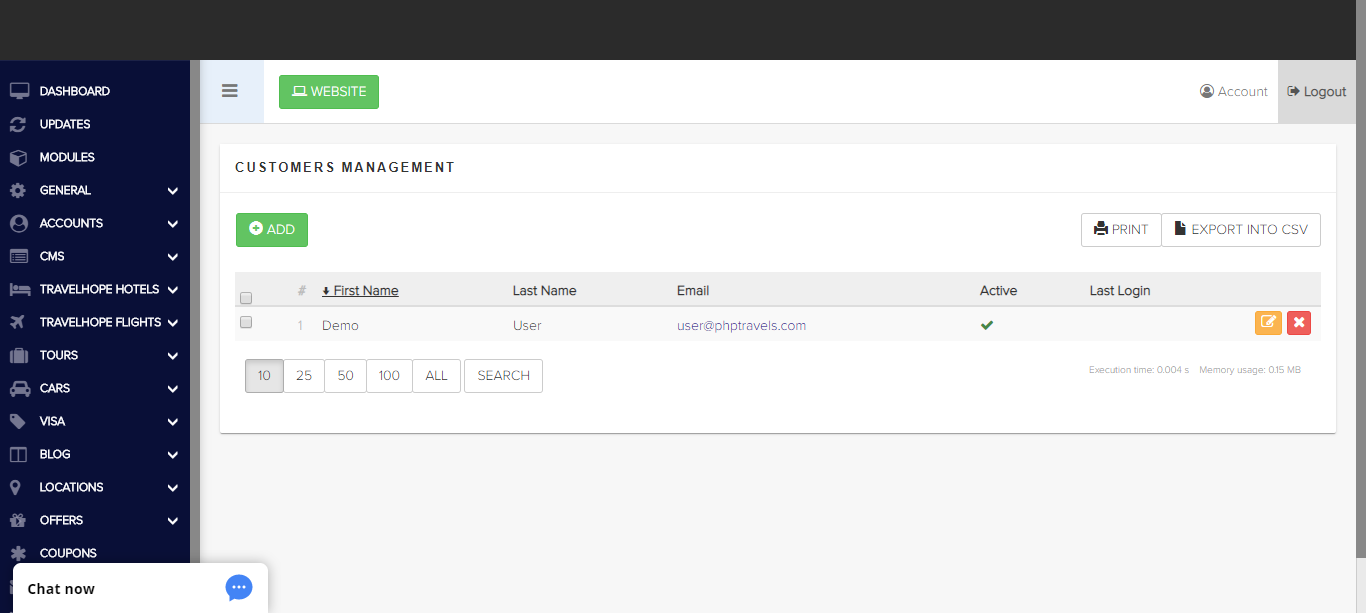 WEBSITE
Account
Logout
DASHBOARD
UPDATES
MODULES
GENERAL
ACCOUNTS
CMS
TRAVELHOPE HOTELS
TRAVELHOPE FLIGHTS
TOURS
CARS
VISA
BLOG
LOCATIONS
OFFERS
COUPONS
Chat now
CUSTOMERS MANAGEMENT
ADD
PRINT
EXPORT INTO CSV
# First Name Last Name Email Active Last Login
1 Demo User user@phptravels.com
10 25 50 100 ALL SEARCH
Execution time: 0.004 s Memory usage: 0.15 MB